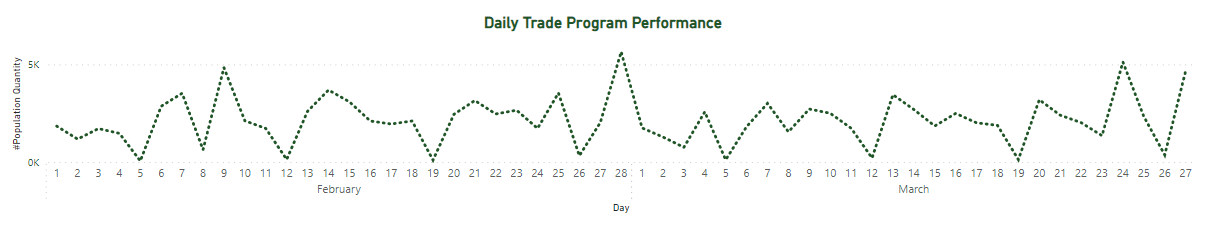 Daily Trade Program Performance
#Population Quantity
5K
0K
1 2 3 4 5 6 7 8 9 10 11 12 13 14 15 16 17 18 19 20 21 22 23 24 25 26 27 28 1 2 3 4 5 6 7 8 9 10 11 12 13 14 15 16 17 18 19 20 21 22 23 24 25 26 27
February March
Day